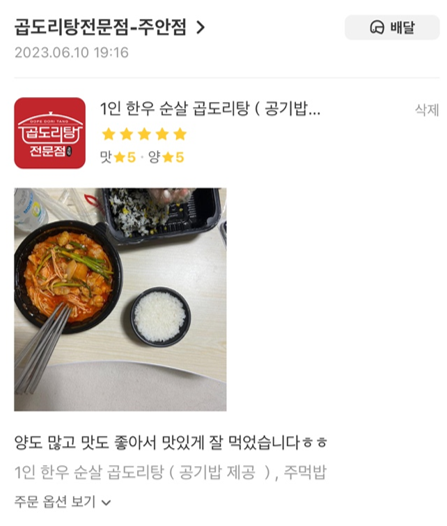 곱도리탕전문점-주안점
배달
2023.06.10 19:16
1인 한우 순살 곱도리탕 ( 공기밥...
삭제
곱도리탕
전문점
맛★5 · 양★5
양도 많고 맛도 좋아서 맛있게 잘 먹었습니다ㅎㅎ
1인 한우 순살 곱도리탕 ( 공기밥 제공  ) , 주먹밥
주문 옵션 보기